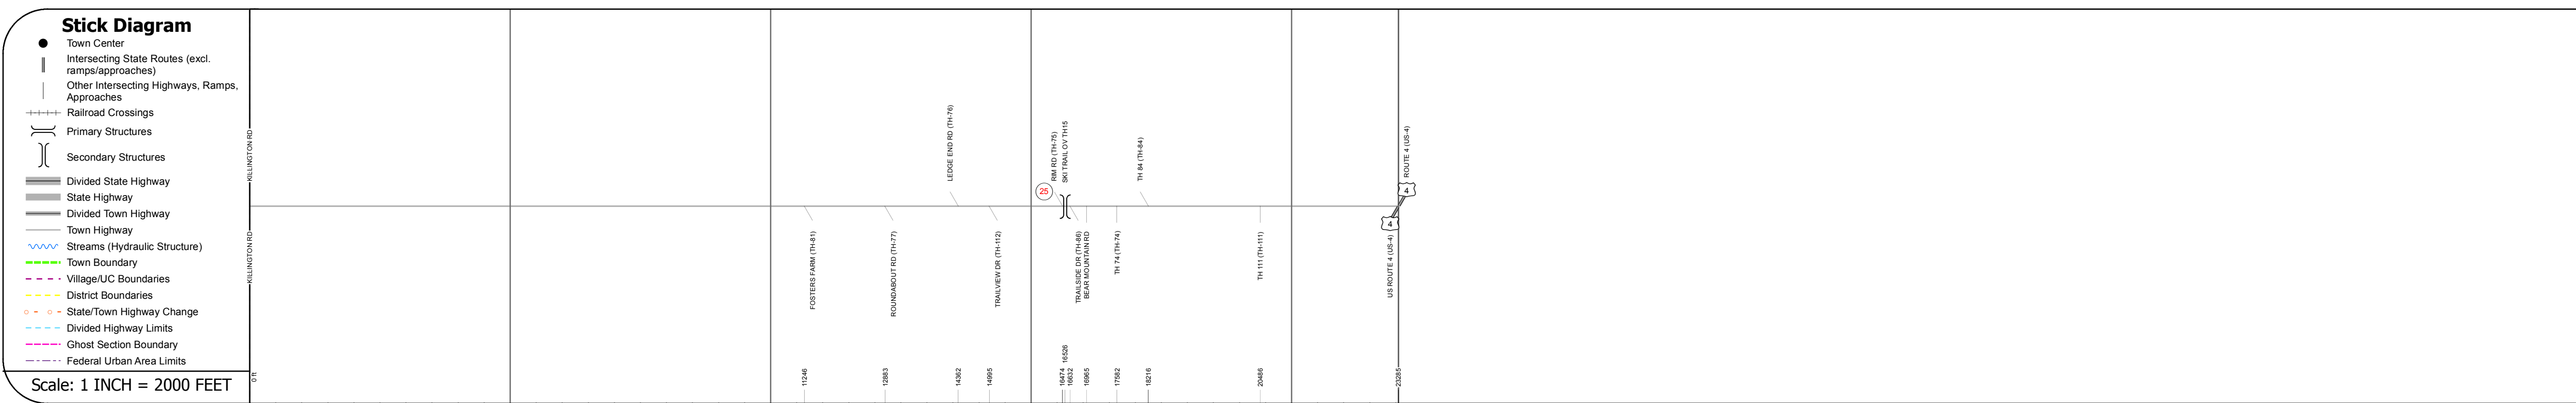 Stick Diagram
Town Center
Intersecting State Routes (excl.
ramps/approaches)
Other Intersecting Highways, Ramps,
Approaches
Railroad Crossings
Primary Structures
Secondary Structures
Divided State Highway
State Highway
Divided Town Highway
Town Highway
Streams (Hydraulic Structure)
Town Boundary
Village/UC Boundaries
District Boundaries
State/Town Highway Change
Divided Highway Limits
Ghost Section Boundary
Federal Urban Area Limits
Scale: 1 INCH = 2000 FEET
KILLINGTON RD
KILLINGTON RD
0 ft
FOSTERS FARM (TH-81)
11246
ROUNDABOUT RD (TH-77)
12883
LEDGE END RD (TH-76)
14362
TRAILVIEW DR (TH-112)
14995
25
RIM RD (TH-75)
16474
SKI TRAIL OV TH15
16526
TRAILSIDE DR (TH-86)
16632
BEAR MOUNTAIN RD
16965
TH 74 (TH-74)
17582
TH 84 (TH-84)
18216
TH 111 (TH-111)
20486
ROUTE 4 (US-4)
4
4
US ROUTE 4 (US-4)
23285